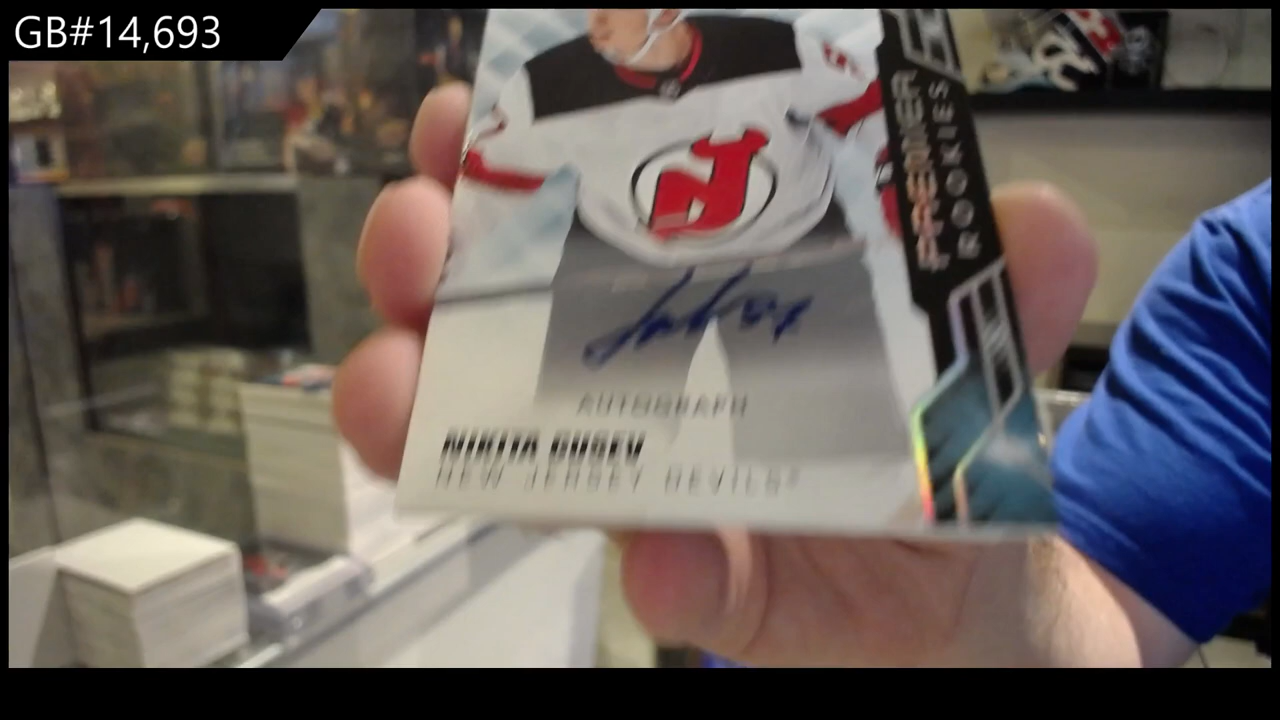 GB#14,693
PREMIER
ROOKIES
AUTOGRAPH
NIKITA GUSEV
NEW JERSEY DEVILS